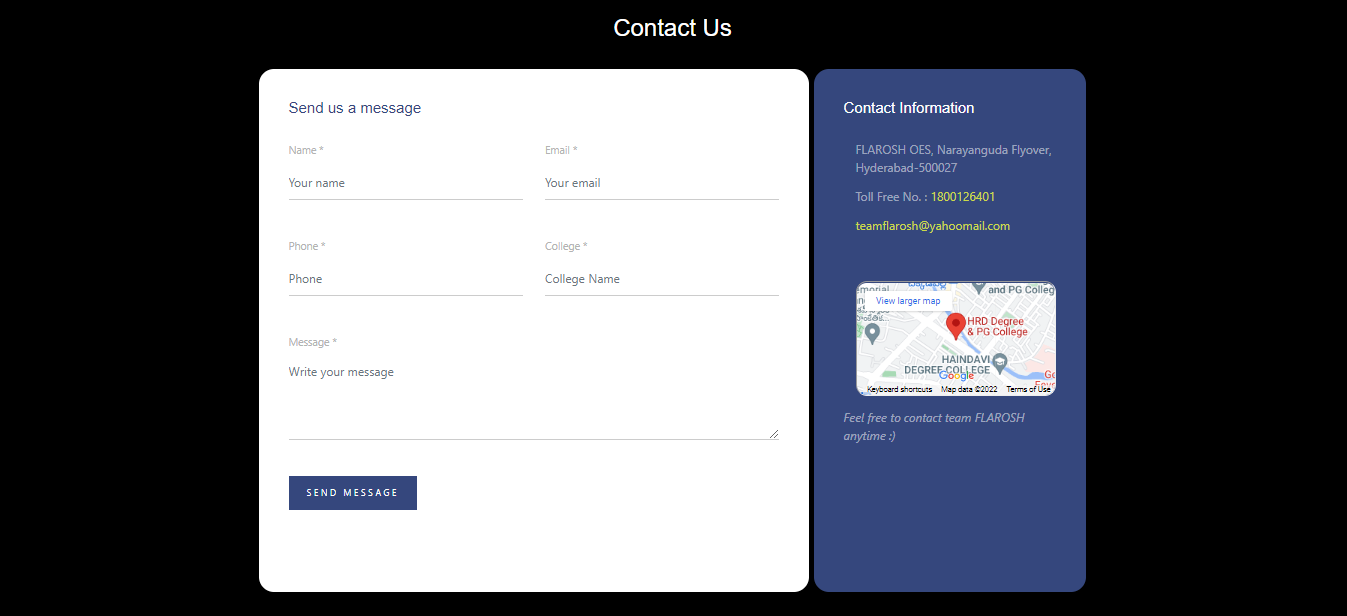 Contact Us
Send us a message
Name *
Email *
Your name
Your email
Phone *
College *
Phone
College Name
Message *
Write your message
SEND MESSAGE
Contact Information
FLAROSH OES, Narayanguda Flyover,
Hyderabad-500027
Toll Free No. : 1800126401
teamflarosh@yahoomail.com
and PG Colleg
View larger map
HRD Degree
& PG College
HAINDAVI
DEGREE COLLEGE
Google
Keyboard shortcuts
Map data ©2022
Terms of Use
Feel free to contact team FLAROSH
anytime :)